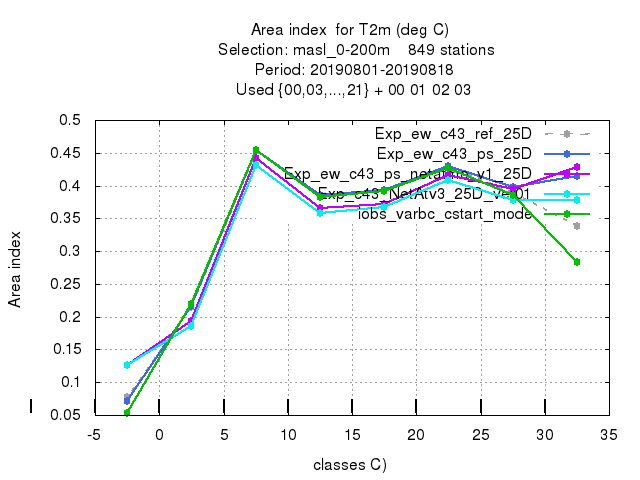 Area index  for T2m (deg C)
Selection: masl_0-200m    849 stations
Period: 20190801-20190818
Used {00,03,...,21} + 00 01 02 03
Exp_ew_c43_ref_25D
Exp_ew_c43_ps_25D
Exp_ew_c43_ps_netatmo_v1_25D
Exp_c43_NetAtv3_25D_ver01
iobs_varbc_cstart_mode
0.5
0.45
0.4
0.35
0.3
0.25
0.2
0.15
0.1
0.05
Area index
-5 0 5 10 15 20 25 30 35
classes C)